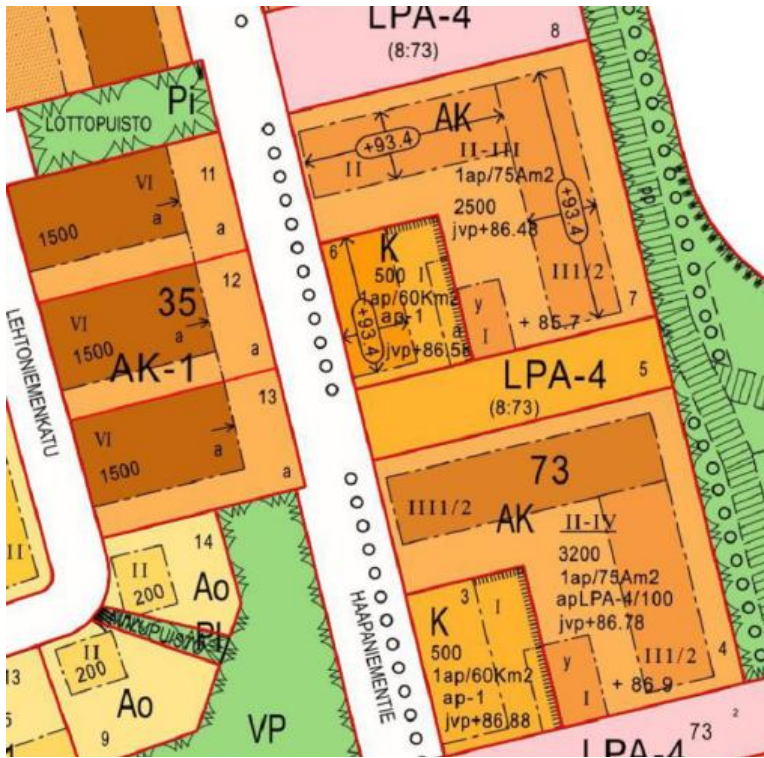 LPA-4
(8:73)
8
Pi
LOTTOPUISTO
AK
+93.4
II
II-III
1ap/75Am2
2500
jvp+86.48
+93.4
III1/2
+ 85.7
7
pp
VI
1500
11
a
a
6
K
500
I
1ap/60Km2
ap-1
jvp+86.58
+93.4
a
y
I
35
VI
1500
12
a
a
AK-1
LPA-4
(8:73)
5
LEHTONIEMENKATU
VI
1500
13
a
a
73
III1/2
AK
II-IV
3200
1ap/75Am2
apLPA-4/100
jvp+86.78
III1/2
+ 86.9
4
II
14
II
200
Ao
PI
3
I
K
500
1ap/60Km2
ap-1
jvp+86.88
y
I
HAAPANIEMENTIE
II
200
Ao
9
13
5
VP
LPA-4
73
2